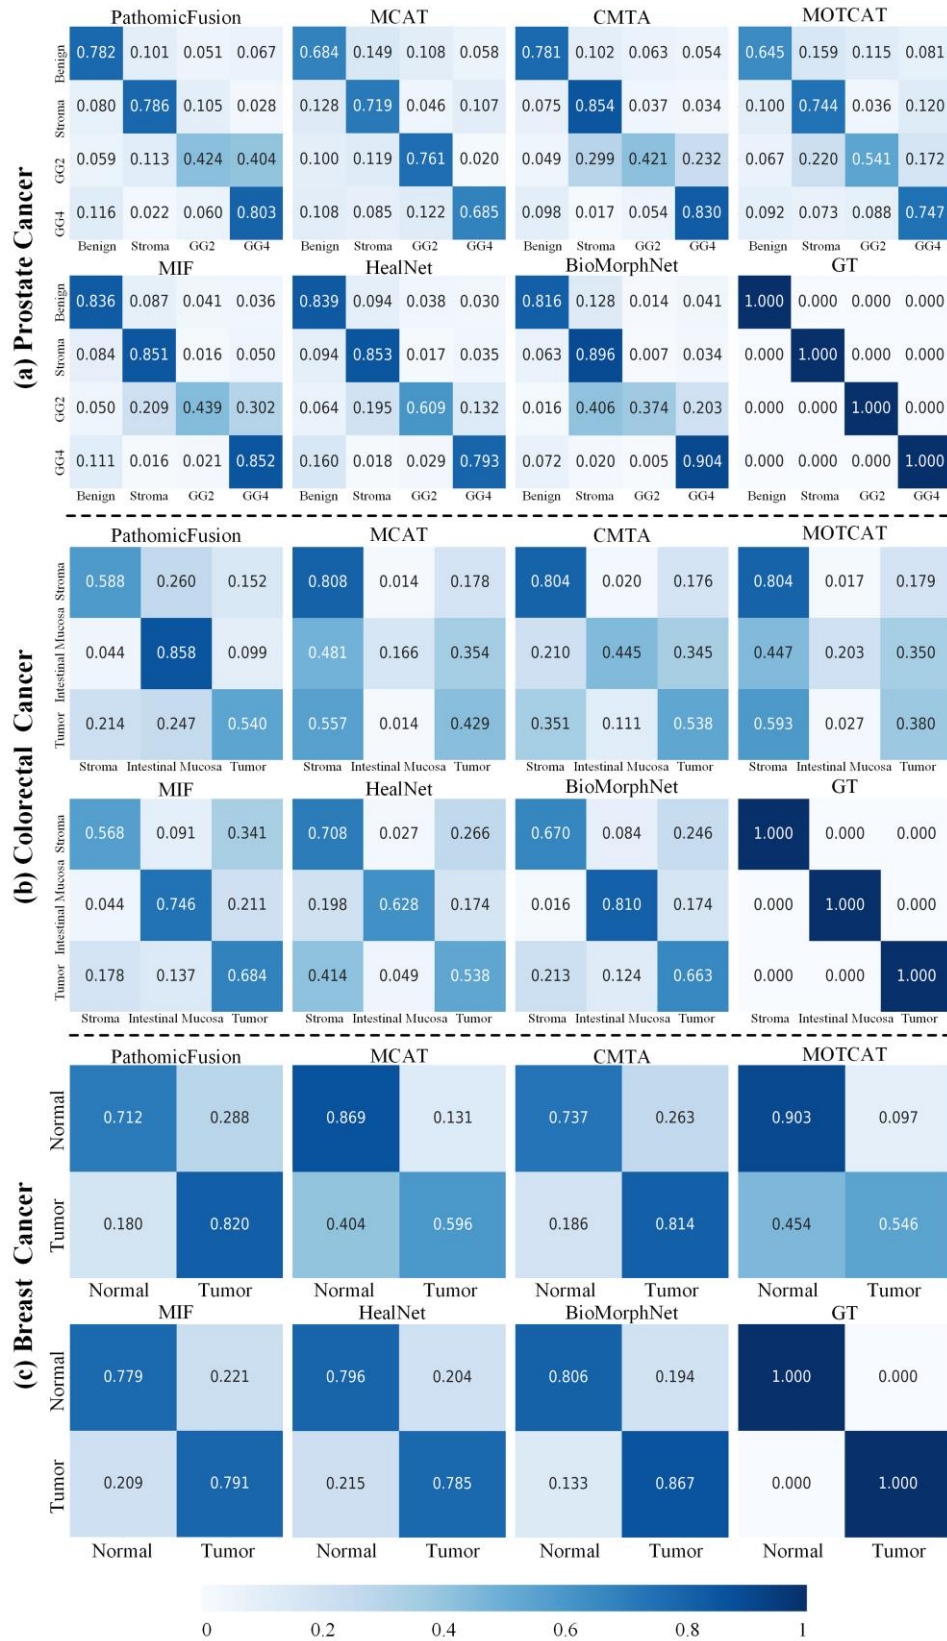 PathomicFusion MCAT CMTA MOTCAT
Benign 0.782 0.101 0.051 0.067 0.684 0.149 0.108 0.058 0.781 0.102 0.063 0.054 0.645 0.159 0.115 0.081
Stroma 0.080 0.786 0.105 0.028 0.128 0.719 0.046 0.107 0.075 0.854 0.037 0.034 0.100 0.744 0.036 0.120
GG2 0.059 0.113 0.424 0.404 0.100 0.119 0.761 0.020 0.049 0.299 0.421 0.232 0.067 0.220 0.541 0.172
GG4 0.116 0.022 0.060 0.803 0.108 0.085 0.122 0.685 0.098 0.017 0.054 0.830 0.092 0.073 0.088 0.747
Benign Stroma GG2 GG4 Benign Stroma GG2 GG4 Benign Stroma GG2 GG4 Benign Stroma GG2 GG4
(a) Prostate Cancer
MIF HealNet BioMorphNet GT
Benign 0.836 0.087 0.041 0.036 0.839 0.094 0.038 0.030 0.816 0.128 0.014 0.041 1.000 0.000 0.000 0.000
Stroma 0.084 0.851 0.016 0.050 0.094 0.853 0.017 0.035 0.063 0.896 0.007 0.034 0.000 1.000 0.000 0.000
GG2 0.050 0.209 0.439 0.302 0.064 0.195 0.609 0.132 0.016 0.406 0.374 0.203 0.000 0.000 1.000 0.000
GG4 0.111 0.016 0.021 0.852 0.160 0.018 0.029 0.793 0.072 0.020 0.005 0.904 0.000 0.000 0.000 1.000
Benign Stroma GG2 GG4 Benign Stroma GG2 GG4 Benign Stroma GG2 GG4 Benign Stroma GG2 GG4
PathomicFusion MCAT CMTA MOTCAT
Stroma 0.588 0.260 0.152 0.808 0.014 0.178 0.804 0.020 0.176 0.804 0.017 0.179
Intestinal Mucosa 0.044 0.858 0.099 0.481 0.166 0.354 0.210 0.445 0.345 0.447 0.203 0.350
Tumor 0.214 0.247 0.540 0.557 0.014 0.429 0.351 0.111 0.538 0.593 0.027 0.380
Stroma Intestinal Mucosa Tumor Stroma Intestinal Mucosa Tumor Stroma Intestinal Mucosa Tumor Stroma Intestinal Mucosa Tumor
(b) Colorectal Cancer
MIF HealNet BioMorphNet GT
Stroma 0.568 0.091 0.341 0.708 0.027 0.266 0.670 0.084 0.246 1.000 0.000 0.000
Intestinal Mucosa 0.044 0.746 0.211 0.198 0.628 0.174 0.016 0.810 0.174 0.000 1.000 0.000
Tumor 0.178 0.137 0.684 0.414 0.049 0.538 0.213 0.124 0.663 0.000 0.000 1.000
Stroma Intestinal Mucosa Tumor Stroma Intestinal Mucosa Tumor Stroma Intestinal Mucosa Tumor Stroma Intestinal Mucosa Tumor
PathomicFusion MCAT CMTA MOTCAT
Normal 0.712 0.288 0.869 0.131 0.737 0.263 0.903 0.097
Tumor 0.180 0.820 0.404 0.596 0.186 0.814 0.454 0.546
Normal Tumor Normal Tumor Normal Tumor Normal Tumor
(c) Breast Cancer
MIF HealNet BioMorphNet GT
Normal 0.779 0.221 0.796 0.204 0.806 0.194 1.000 0.000
Tumor 0.209 0.791 0.215 0.785 0.133 0.867 0.000 1.000
Normal Tumor Normal Tumor Normal Tumor Normal Tumor
0 0.2 0.4 0.6 0.8 1